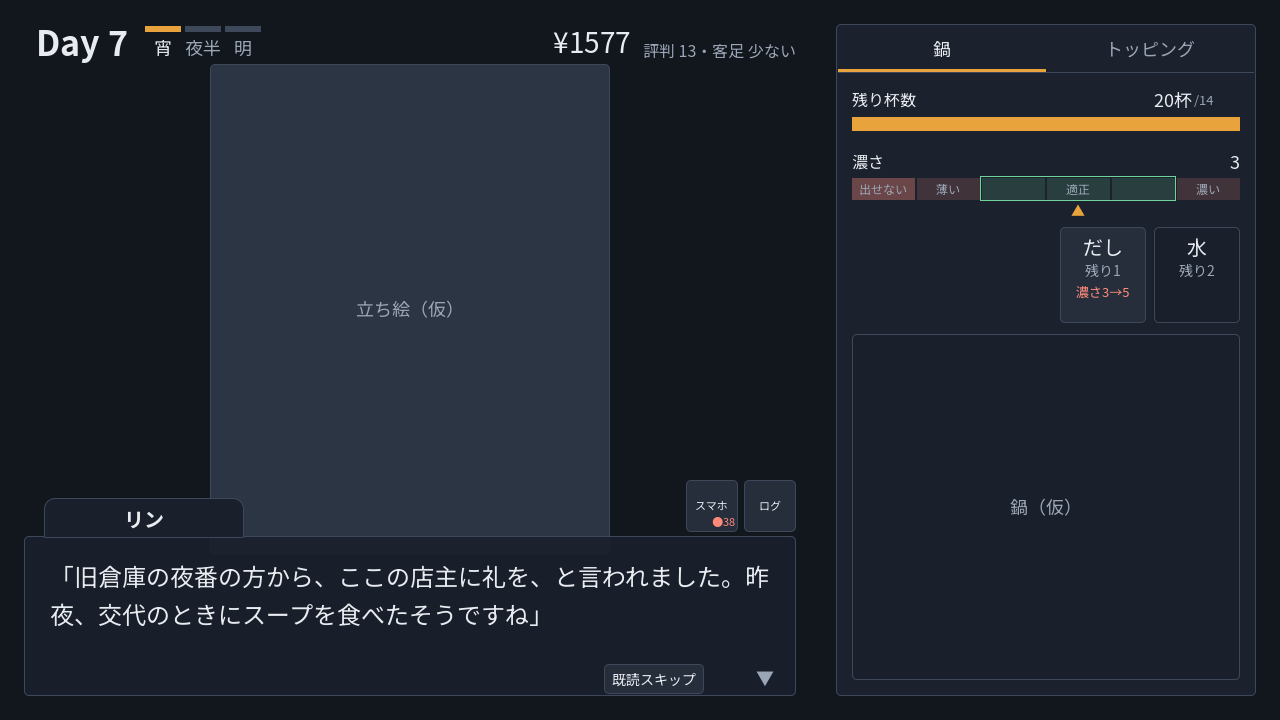 Day 7
宵 夜半 明
¥1577 評判 13・客足 少ない
立ち絵（仮）
スマホ
●38
ログ
リン
「旧倉庫の夜番の方から、ここの店主に礼を、と言われました。昨
夜、交代のときにスープを食べたそうですね」
既読スキップ
▼
鍋 トッピング
残り杯数 20杯/14
濃さ 3
出せない 薄い 適正 濃い
だし
残り1
濃さ3→5
水
残り2
鍋（仮）